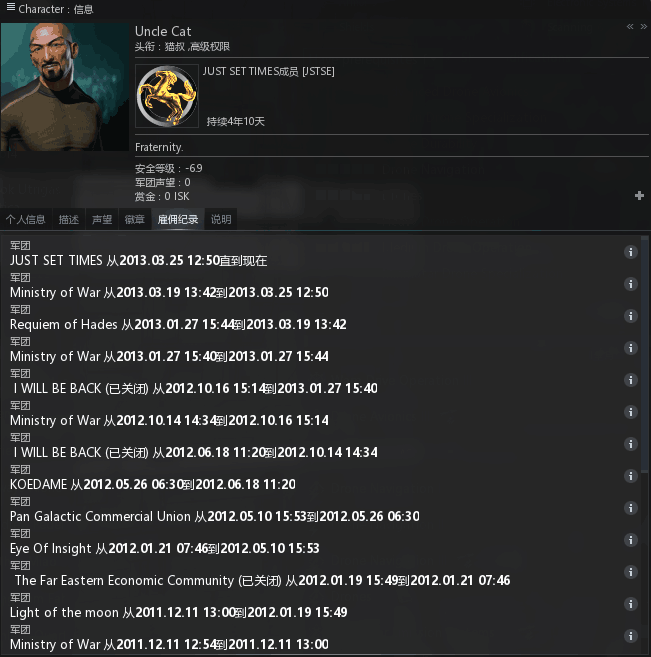 Character：信息
Uncle Cat
头衔：猫叔 ,高级权限
JUST SET TIMES成员 [JSTSE]
持续4年10天
Fraternity.
安全等级：-6.9
军团声望：0
赏金：0 ISK
个人信息 描述 声望 徽章 雇佣纪录 说明
军团
JUST SET TIMES 从2013.03.25 12:50直到现在
军团
Ministry of War 从2013.03.19 13:42到2013.03.25 12:50
军团
Requiem of Hades 从2013.01.27 15:44到2013.03.19 13:42
军团
Ministry of War 从2013.01.27 15:40到2013.01.27 15:44
军团
I WILL BE BACK (已关闭) 从2012.10.16 15:14到2013.01.27 15:40
军团
Ministry of War 从2012.10.14 14:34到2012.10.16 15:14
军团
I WILL BE BACK (已关闭) 从2012.06.18 11:20到2012.10.14 14:34
军团
KOEDAME 从2012.05.26 06:30到2012.06.18 11:20
军团
Pan Galactic Commercial Union 从2012.05.10 15:53到2012.05.26 06:30
军团
Eye Of Insight 从2012.01.21 07:46到2012.05.10 15:53
军团
The Far Eastern Economic Community (已关闭) 从2012.01.19 15:49到2012.01.21 07:46
军团
Light of the moon 从2011.12.11 13:00到2012.01.19 15:49
军团
Ministry of War 从2011.12.11 12:54到2011.12.11 13:00